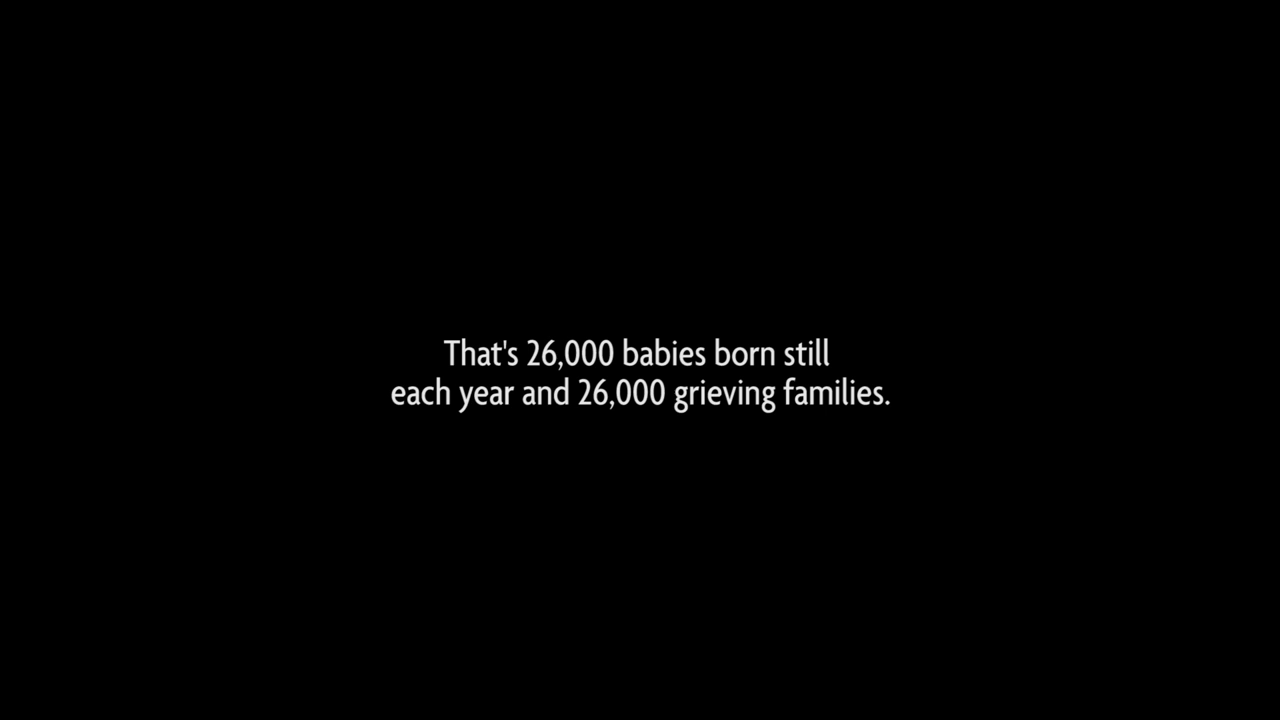 That's 26,000 babies born still
each year and 26,000 grieving families.